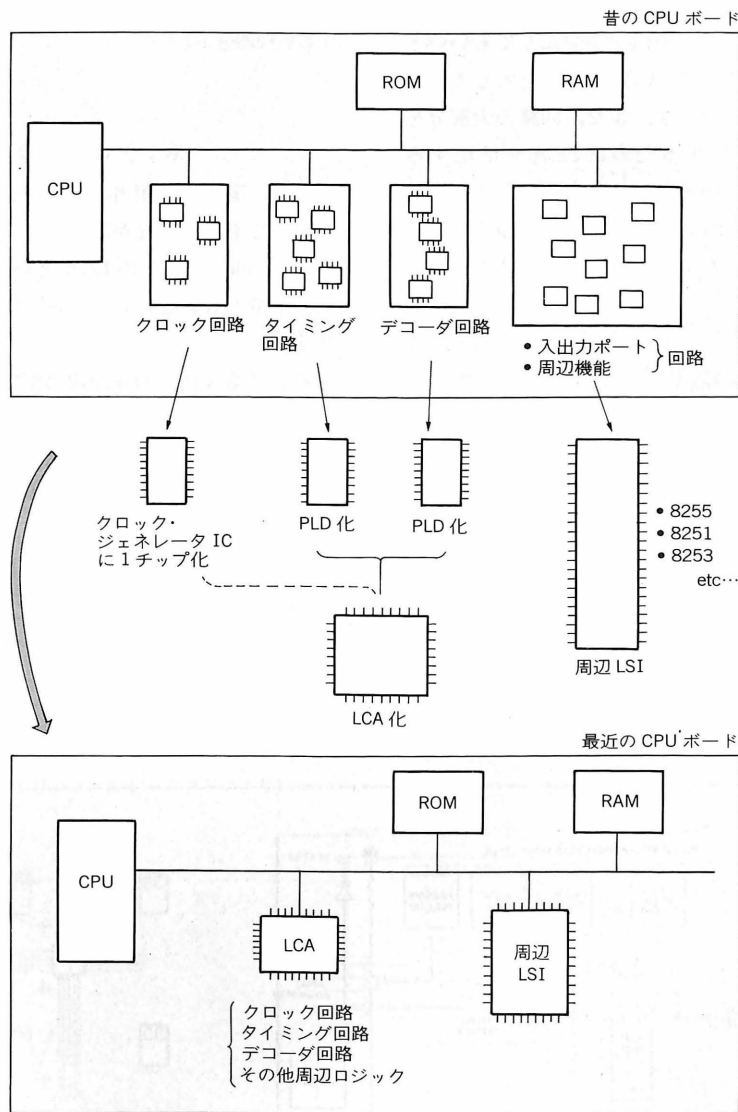 昔の CPU ボード
ROM
RAM
CPU
クロック回路
タイミング
回路
デコーダ回路
• 入出力ポート
• 周辺機能
回路
クロック・
ジェネレータ IC
に 1 チップ化
PLD 化
PLD 化
• 8255
• 8251
• 8253
etc…
周辺 LSI
LCA 化
最近の CPU ボード
ROM
RAM
CPU
LCA
周辺
LSI
クロック回路
タイミング回路
デコーダ回路
その他周辺ロジック